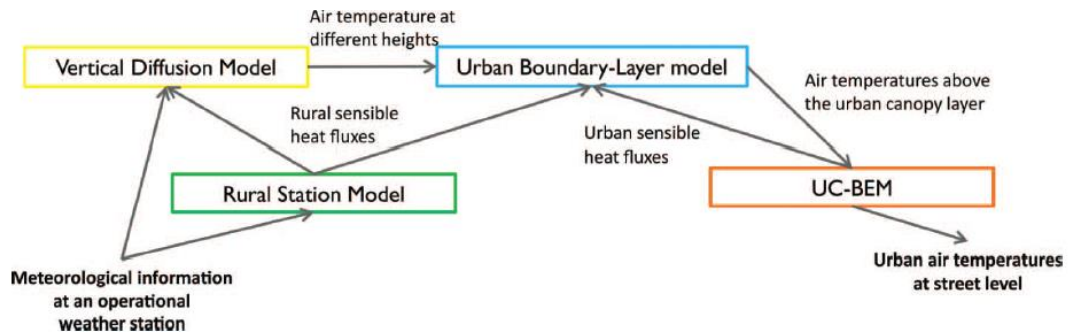 Air temperature at
different heights
Vertical Diffusion Model
Urban Boundary-Layer model
Air temperatures above
the urban canopy layer
Rural sensible
heat fluxes
Urban sensible
heat fluxes
Rural Station Model
UC-BEM
Meteorological information
at an operational
weather station
Urban air temperatures
at street level